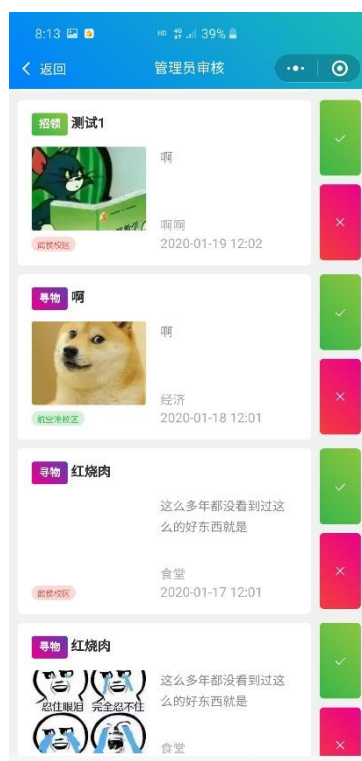 8:13 HD 4G 39%
返回 管理员审核
招领 测试1
啊
啊啊
武侯校区 2020-01-19 12:02
寻物 啊
啊
经济
航空港校区 2020-01-18 12:01
寻物 红烧肉
这么多年都没看到过这
么的好东西就是
食堂
武侯校区 2020-01-17 12:01
寻物 红烧肉
这么多年都没看到过这
忍住眼泪 完全忍不住 么的好东西就是
食堂